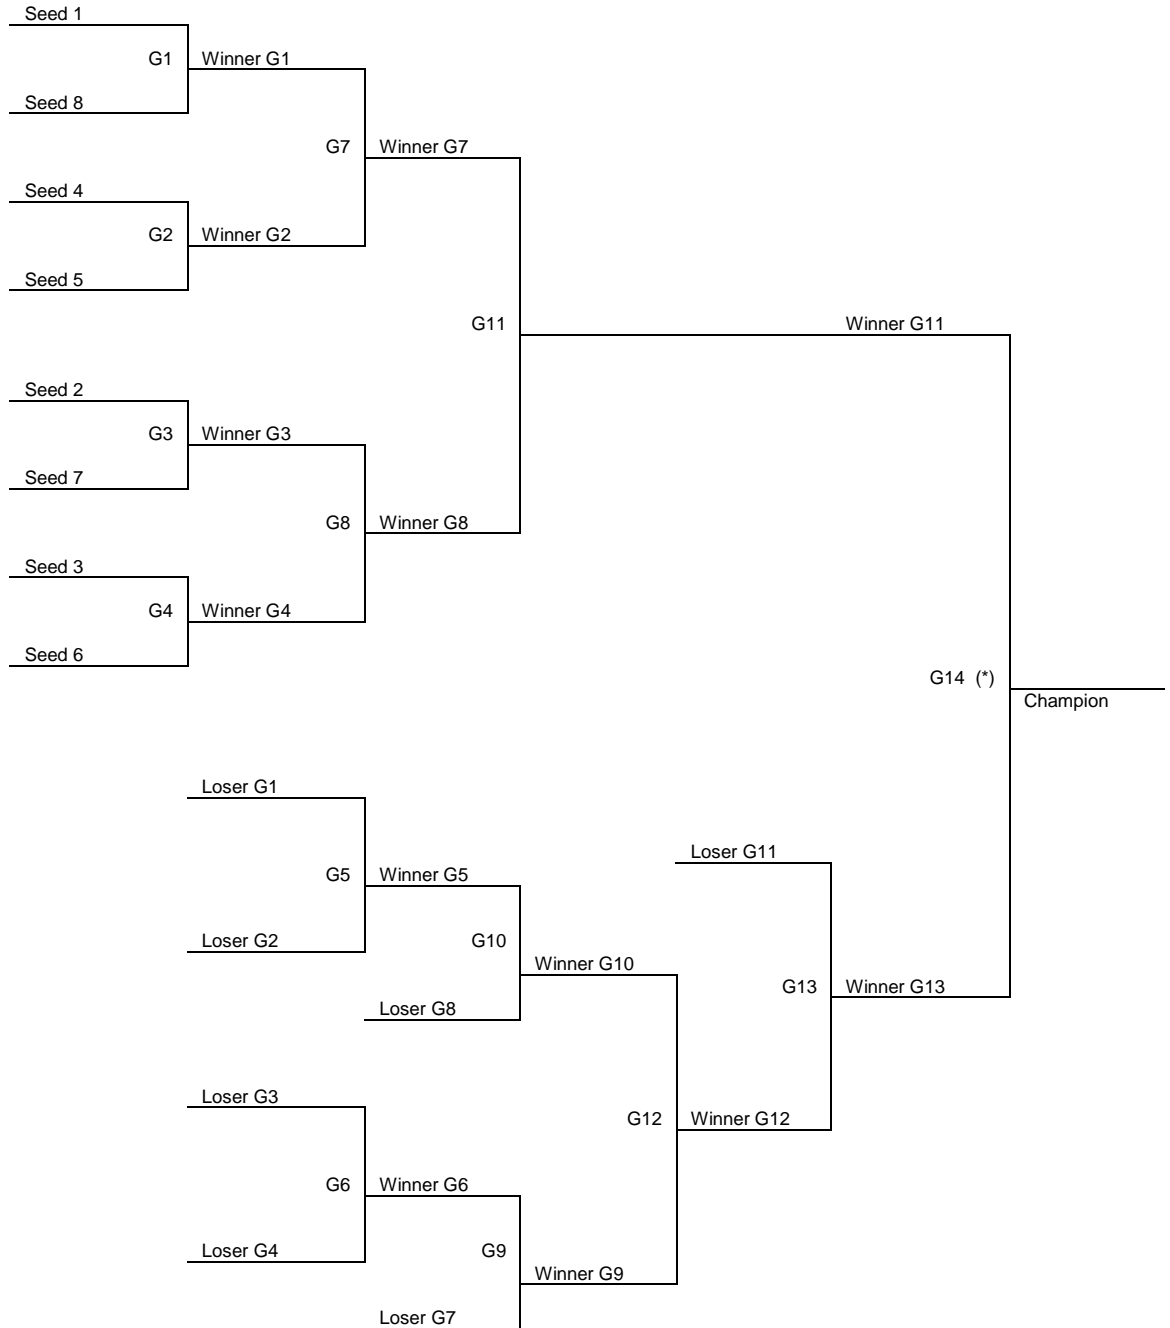 Seed 1
G1 Winner G1
Seed 8
G7 Winner G7
Seed 4
G2 Winner G2
Seed 5
G11 Winner G11
Seed 2
G3 Winner G3
Seed 7
G8 Winner G8
Seed 3
G4 Winner G4
Seed 6
G14 (*)
Champion
Loser G1
Loser G11
G5 Winner G5
Loser G2
G10
Winner G10
G13 Winner G13
Loser G8
Loser G3
G12 Winner G12
G6 Winner G6
Loser G4
G9
Winner G9
Loser G7